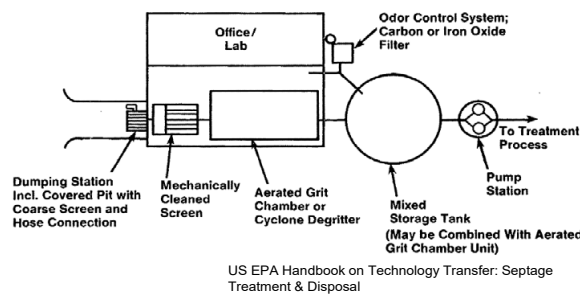 Office/
Lab
Odor Control System;
Carbon or Iron Oxide
Filter
To Treatment
Process
Dumping Station
Incl. Covered Pit with
Coarse Screen and
Hose Connection
Mechanically
Cleaned
Screen
Aerated Grit
Chamber or
Cyclone Degritter
Mixed
Storage Tank
(May be Combined With Aerated
Grit Chamber Unit)
Pump
Station
US EPA Handbook on Technology Transfer: Septage
Treatment & Disposal